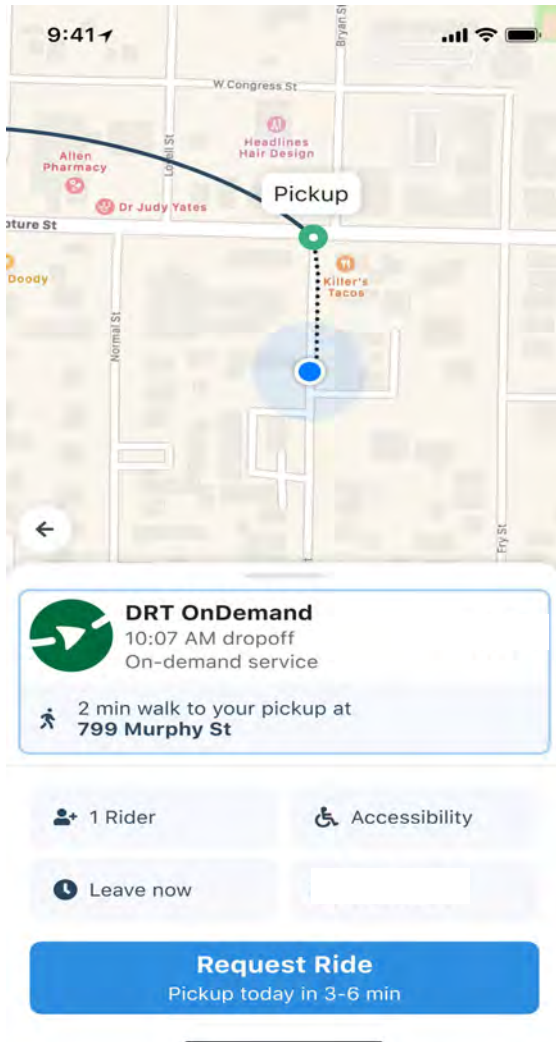 9:41
Bryan St
W Congress St
Headlines
Hair Design
Lovell St
Allen
Pharmacy
Pickup
Dr Judy Yates
pture St
Killer's
Tacos
Doody
Normal St
Fry St
DRT OnDemand
10:07 AM dropoff
On-demand service
2 min walk to your pickup at
799 Murphy St
1 Rider
Accessibility
Leave now
Request Ride
Pickup today in 3-6 min